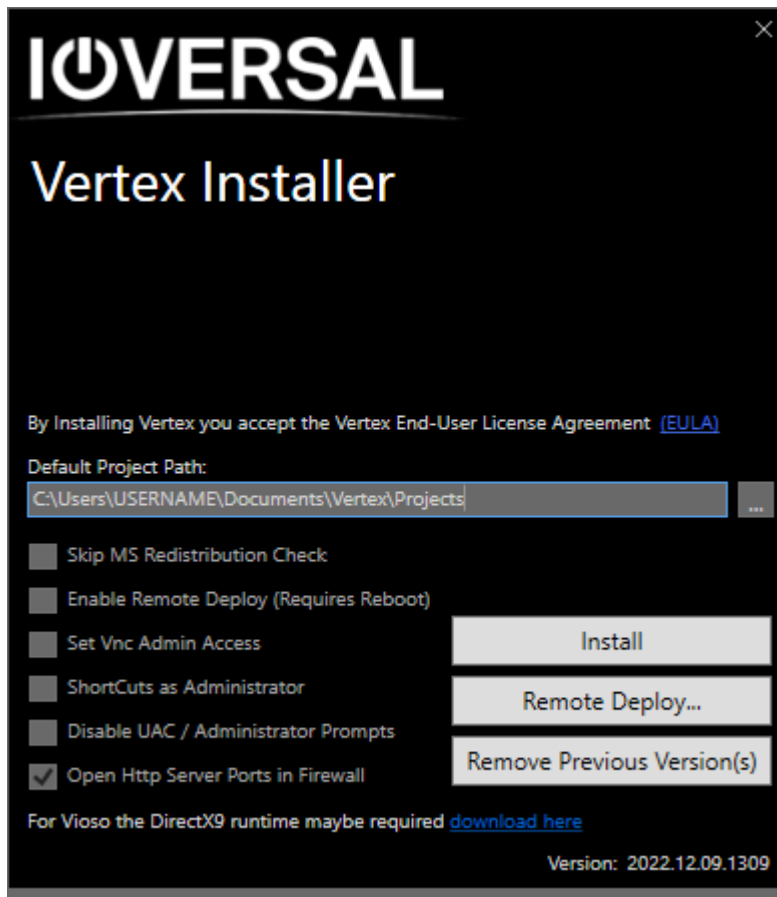 IOVERSAL
Vertex Installer
By Installing Vertex you accept the Vertex End-User License Agreement (EULA)
Default Project Path:
C:\Users\USERNAME\Documents\Vertex\Projects
...
Skip MS Redistribution Check
Enable Remote Deploy (Requires Reboot)
Set Vnc Admin Access
Install
ShortCuts as Administrator
Remote Deploy...
Disable UAC / Administrator Prompts
Remove Previous Version(s)
Open Http Server Ports in Firewall
For Vioso the DirectX9 runtime maybe required download here
Version: 2022.12.09.1309